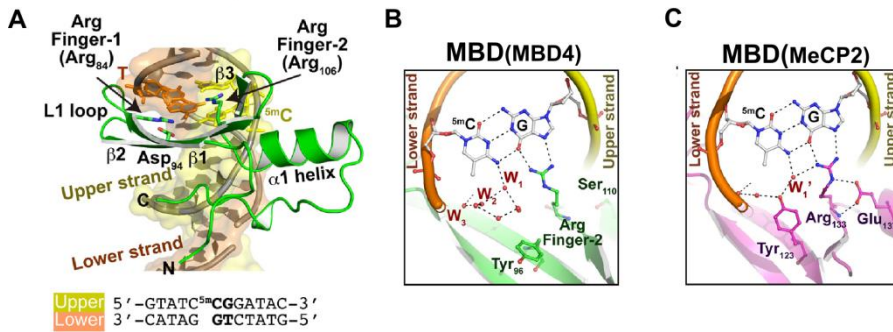 A
Arg
Finger-1
(Arg84)
Arg
Finger-2
(Arg106)
T
β3
L1 loop
5mC
β2
Asp94
β1
α1 helix
Upper strand
C
Lower strand
N
Upper 5′-GTATC5mCGGATAC-3′
Lower 3′-CATAG GTCTATG-5′
B
MBD(MBD4)
Lower strand
Upper strand
5mC
G
W1
W2
W3
Ser110
Arg
Finger-2
Tyr96
C
MBD(MeCP2)
Lower strand
Upper strand
5mC
G
W1′
Arg133
Tyr123